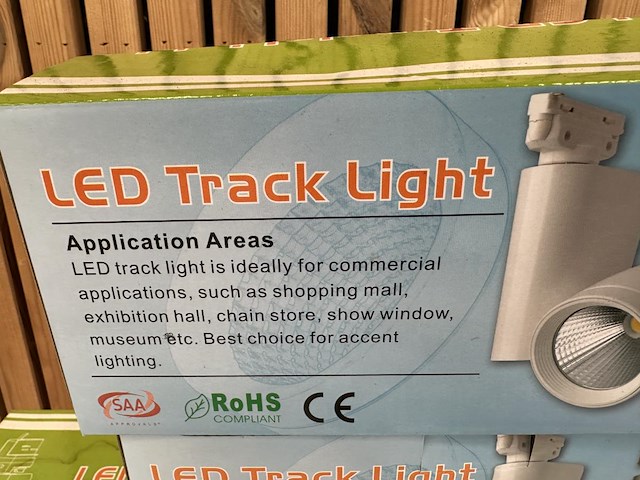 LED Track Light
Application Areas
LED track light is ideally for commercial
applications, such as shopping mall,
exhibition hall, chain store, show window,
museum etc. Best choice for accent
lighting.
SAA
APPROVALS
RoHS
COMPLIANT
CE
LED Track Light